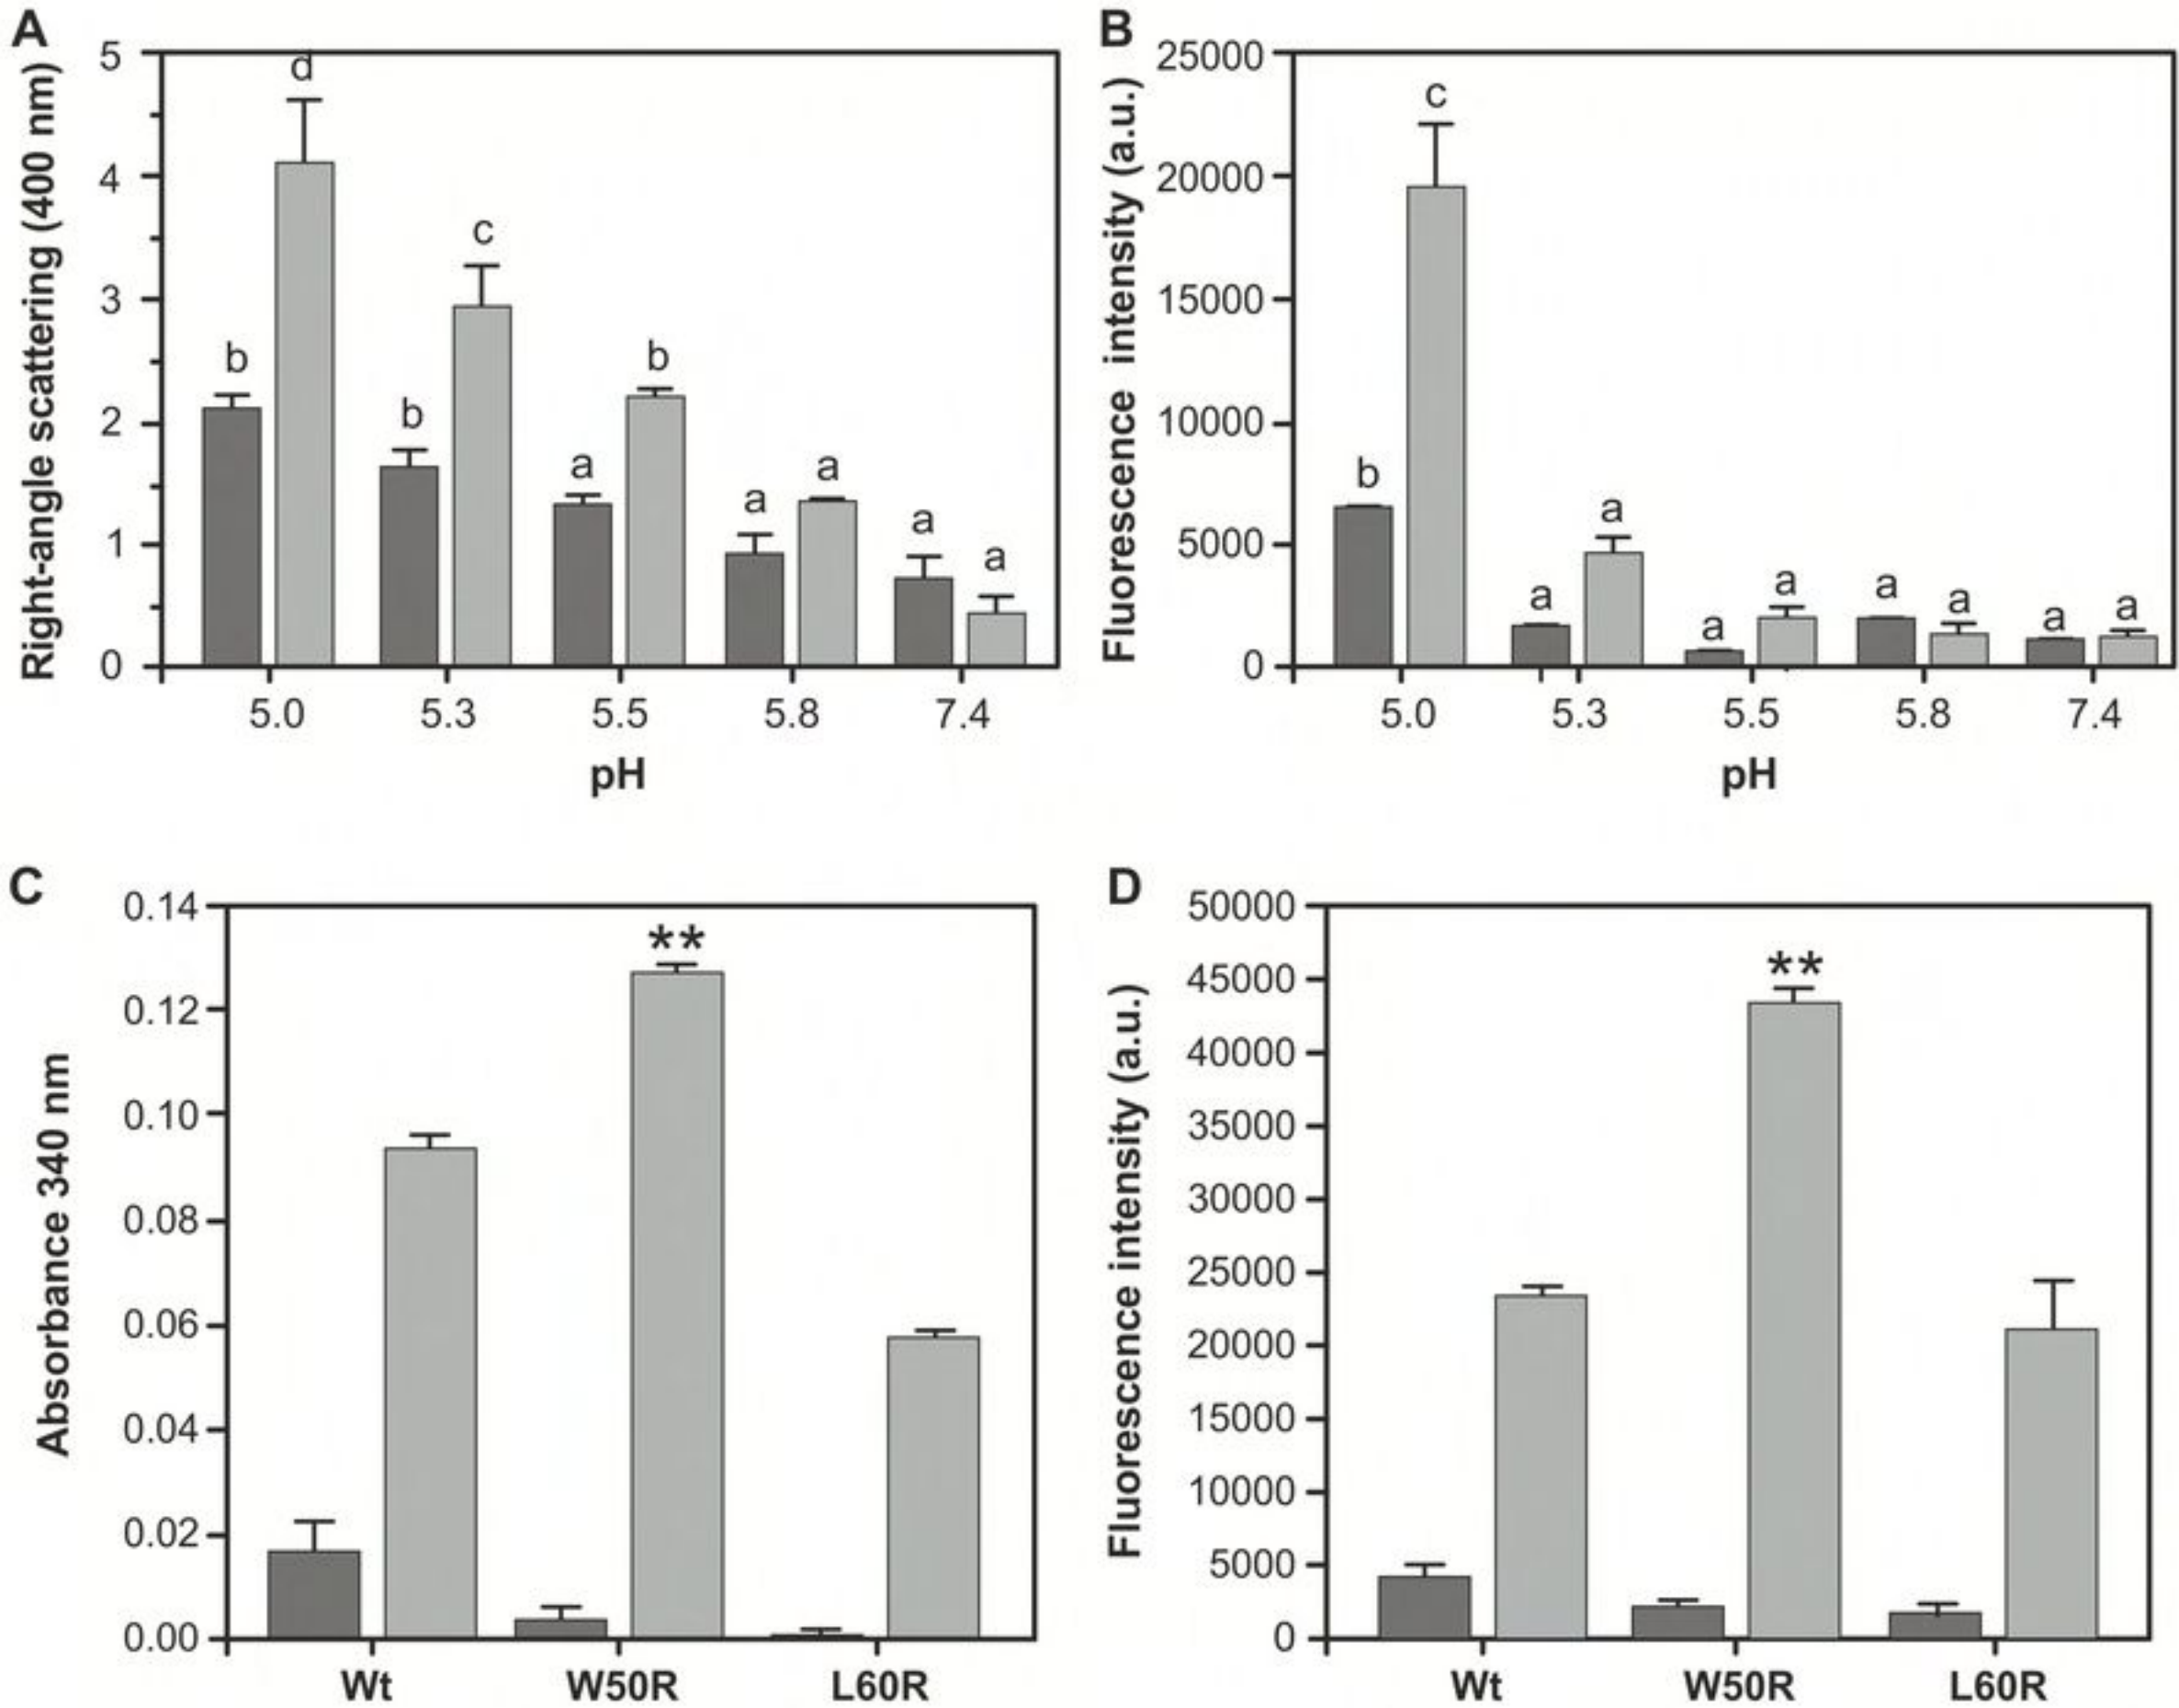 A
Right-angle scattering (400 nm)
5
4
3
2
1
0
b
d
b
c
a
b
a
a
a
a
5.0 5.3 5.5 5.8 7.4
pH
B
Fluorescence intensity (a.u.)
25000
20000
15000
10000
5000
0
b
c
a
a
a
a
a
a
a
a
5.0 5.3 5.5 5.8 7.4
pH
C
Absorbance 340 nm
0.14
0.12
0.10
0.08
0.06
0.04
0.02
0.00
**
Wt W50R L60R
D
Fluorescence intensity (a.u.)
50000
45000
40000
35000
30000
25000
20000
15000
10000
5000
0
**
Wt W50R L60R